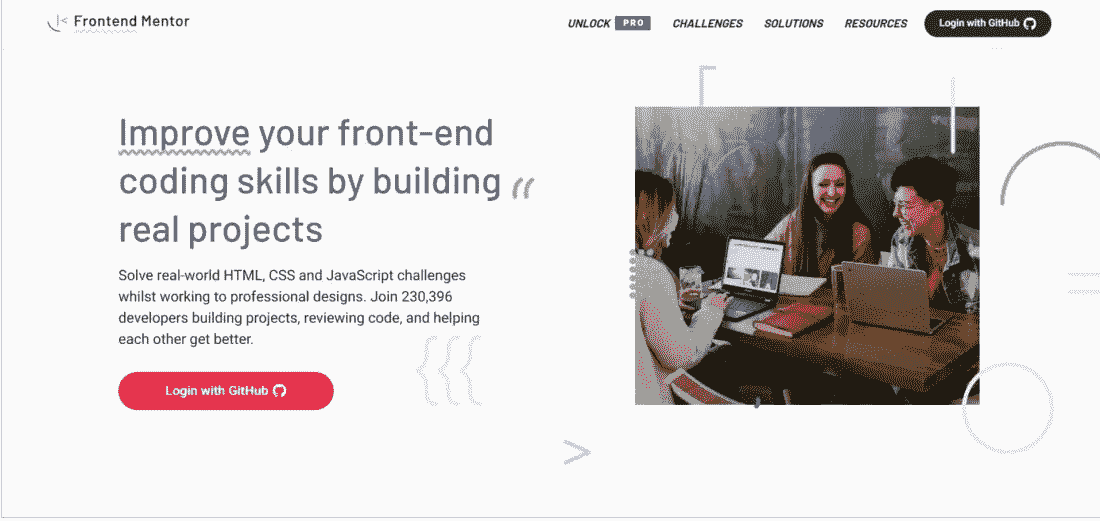 Frontend Mentor
UNLOCK PRO CHALLENGES SOLUTIONS RESOURCES Login with GitHub
Improve your front-end
coding skills by building
real projects
Solve real-world HTML, CSS and JavaScript challenges
whilst working to professional designs. Join 230,396
developers building projects, reviewing code, and helping
each other get better.
Login with GitHub